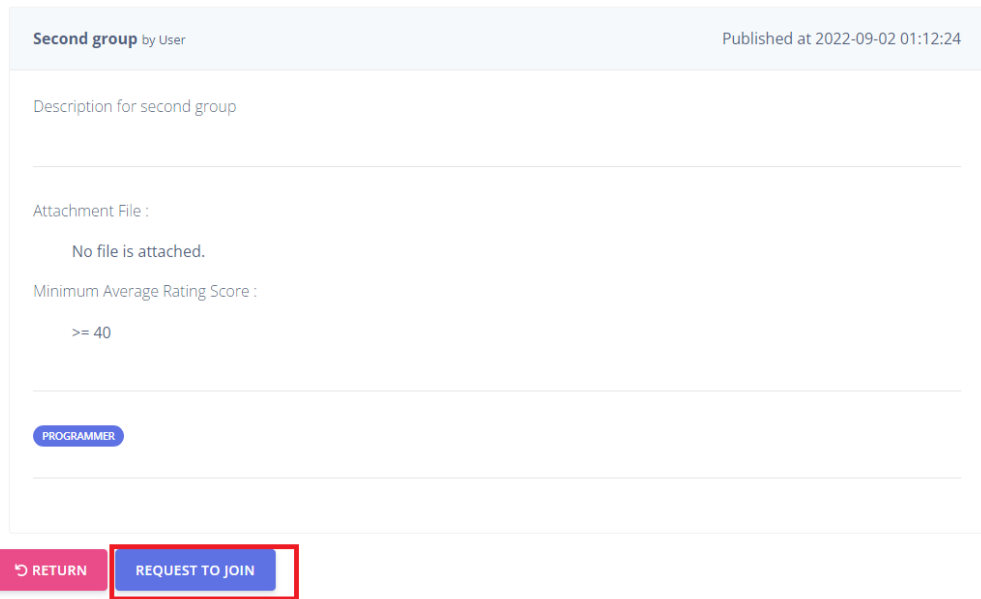 Second group by User
Published at 2022-09-02 01:12:24
Description for second group
Attachment File :
No file is attached.
Minimum Average Rating Score :
>= 40
PROGRAMMER
RETURN
REQUEST TO JOIN